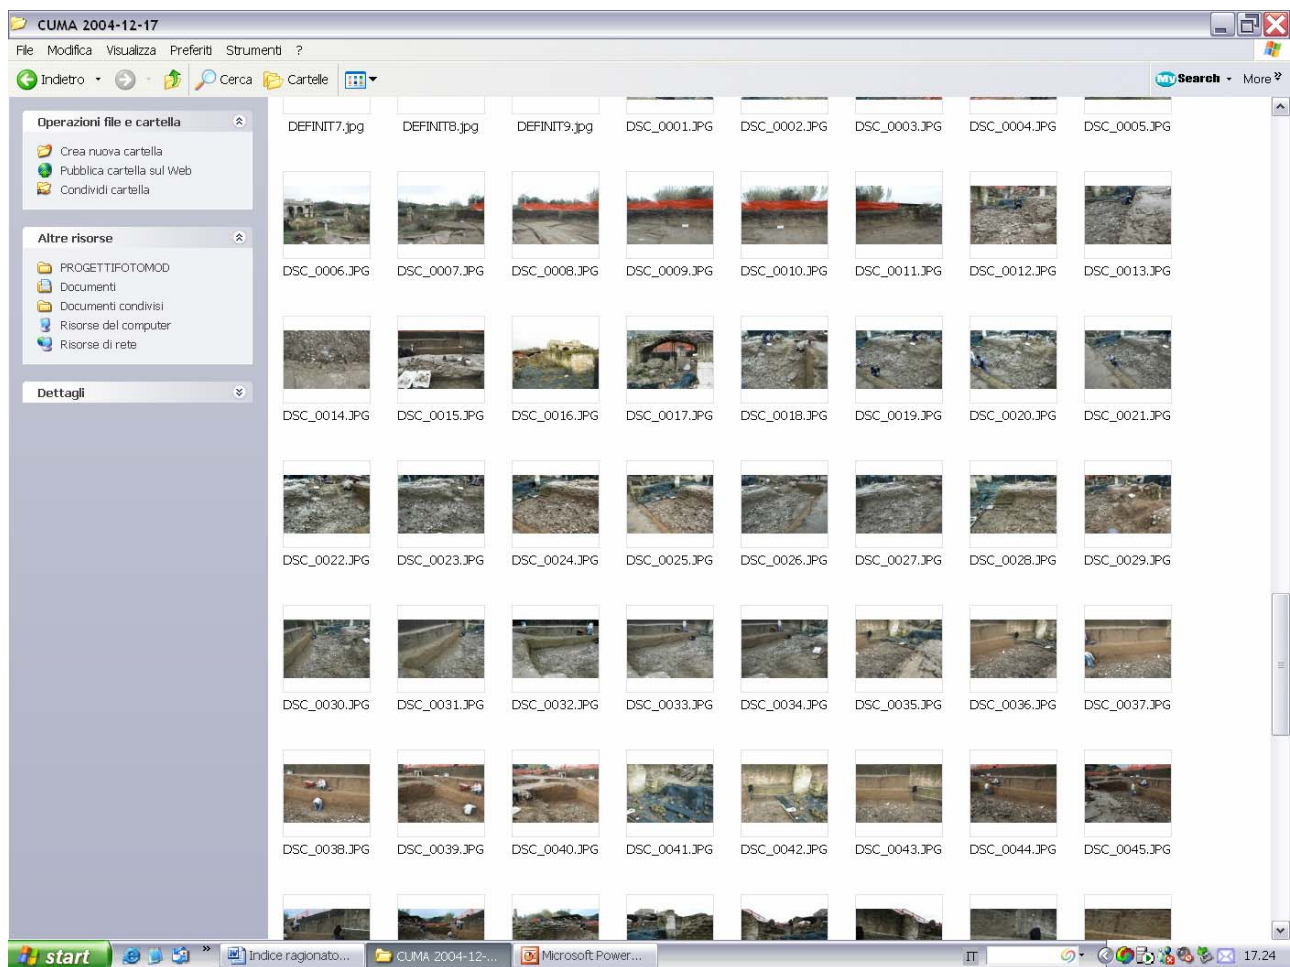 CUMA 2004-12-17
File Modifica Visualizza Preferiti Strumenti ?
Indietro Cerca Cartelle My Search More
Operazioni file e cartella
Crea nuova cartella
Pubblica cartella sul Web
Condividi cartella
Altre risorse
PROGETTIFOTOMOD
Documenti
Documenti condivisi
Risorse del computer
Risorse di rete
Dettagli
DEFINIT7.jpg DEFINIT8.jpg DEFINIT9.jpg DSC_0001.JPG DSC_0002.JPG DSC_0003.JPG DSC_0004.JPG DSC_0005.JPG
DSC_0006.JPG DSC_0007.JPG DSC_0008.JPG DSC_0009.JPG DSC_0010.JPG DSC_0011.JPG DSC_0012.JPG DSC_0013.JPG
DSC_0014.JPG DSC_0015.JPG DSC_0016.JPG DSC_0017.JPG DSC_0018.JPG DSC_0019.JPG DSC_0020.JPG DSC_0021.JPG
DSC_0022.JPG DSC_0023.JPG DSC_0024.JPG DSC_0025.JPG DSC_0026.JPG DSC_0027.JPG DSC_0028.JPG DSC_0029.JPG
DSC_0030.JPG DSC_0031.JPG DSC_0032.JPG DSC_0033.JPG DSC_0034.JPG DSC_0035.JPG DSC_0036.JPG DSC_0037.JPG
DSC_0038.JPG DSC_0039.JPG DSC_0040.JPG DSC_0041.JPG DSC_0042.JPG DSC_0043.JPG DSC_0044.JPG DSC_0045.JPG
start Indice ragionato... CUMA 2004-12-... Microsoft Power... IT 17.24